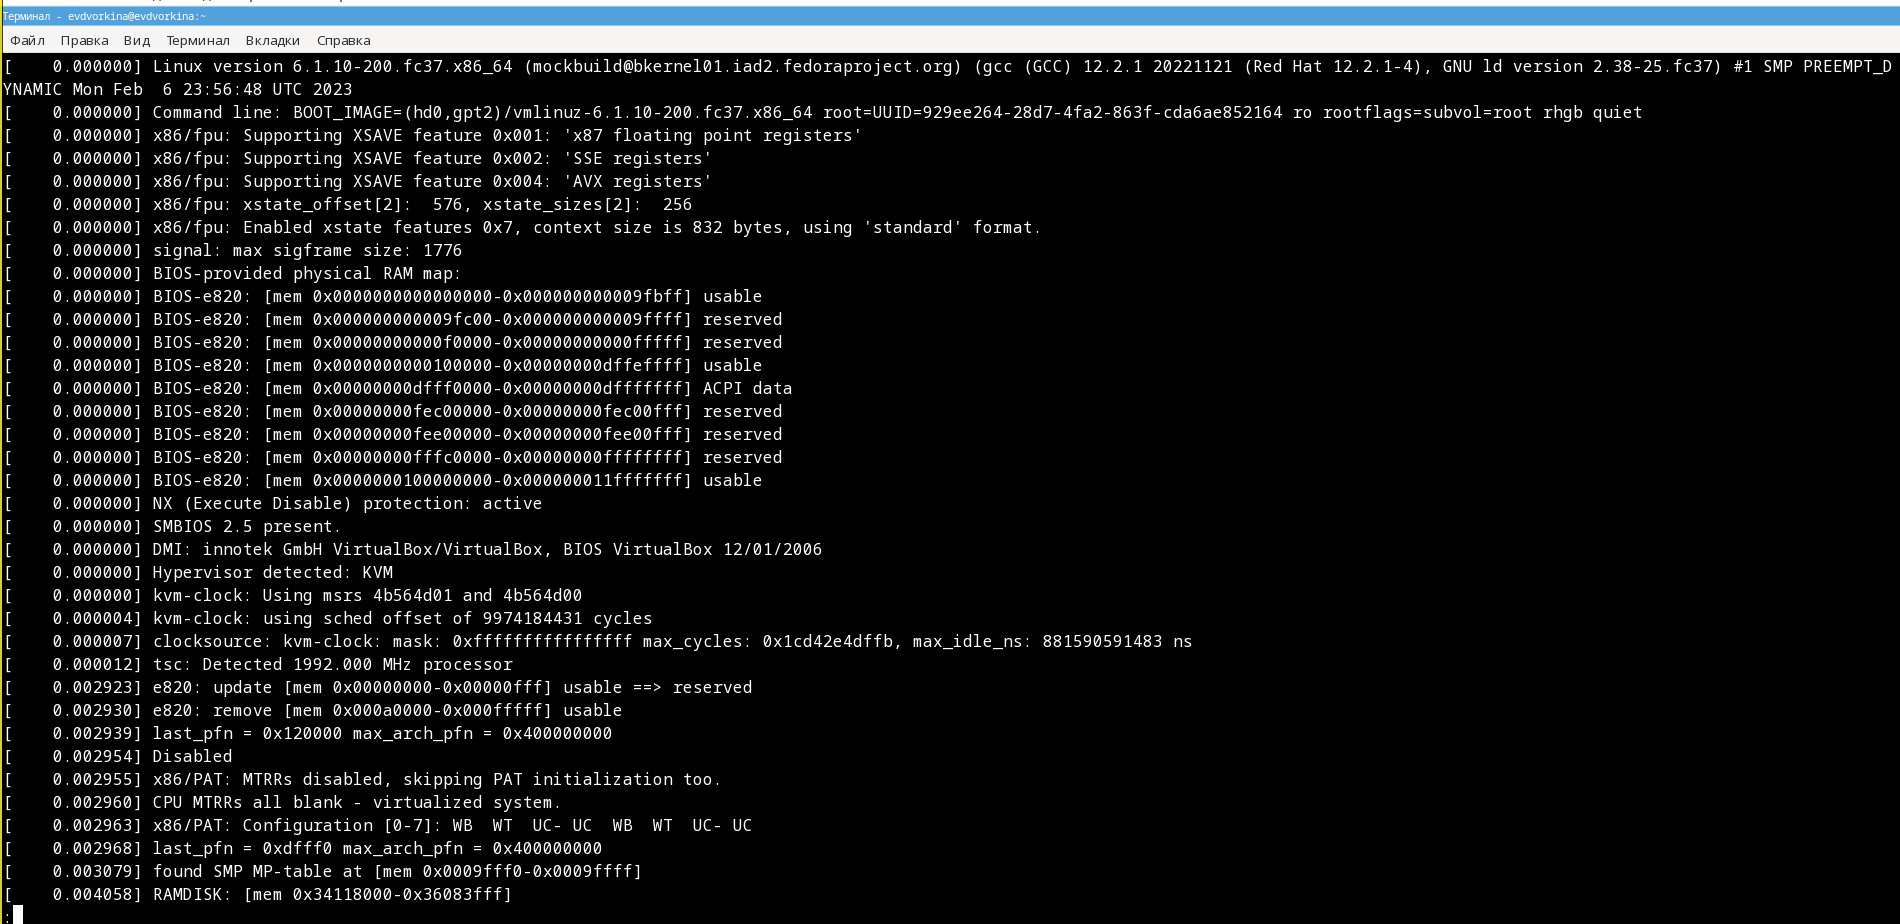 Терминал - evdvorkina@evdvorkina:~
Файл Правка Вид Терминал Вкладки Справка
[    0.000000] Linux version 6.1.10-200.fc37.x86_64 (mockbuild@bkernel01.iad2.fedoraproject.org) (gcc (GCC) 12.2.1 20221121 (Red Hat 12.2.1-4), GNU ld version 2.38-25.fc37) #1 SMP PREEMPT_D
YNAMIC Mon Feb  6 23:56:48 UTC 2023
[    0.000000] Command line: BOOT_IMAGE=(hd0,gpt2)/vmlinuz-6.1.10-200.fc37.x86_64 root=UUID=929ee264-28d7-4fa2-863f-cda6ae852164 ro rootflags=subvol=root rhgb quiet
[    0.000000] x86/fpu: Supporting XSAVE feature 0x001: 'x87 floating point registers'
[    0.000000] x86/fpu: Supporting XSAVE feature 0x002: 'SSE registers'
[    0.000000] x86/fpu: Supporting XSAVE feature 0x004: 'AVX registers'
[    0.000000] x86/fpu: xstate_offset[2]:  576, xstate_sizes[2]:  256
[    0.000000] x86/fpu: Enabled xstate features 0x7, context size is 832 bytes, using 'standard' format.
[    0.000000] signal: max sigframe size: 1776
[    0.000000] BIOS-provided physical RAM map:
[    0.000000] BIOS-e820: [mem 0x0000000000000000-0x000000000009fbff] usable
[    0.000000] BIOS-e820: [mem 0x000000000009fc00-0x000000000009ffff] reserved
[    0.000000] BIOS-e820: [mem 0x00000000000f0000-0x00000000000fffff] reserved
[    0.000000] BIOS-e820: [mem 0x0000000000100000-0x00000000dffeffff] usable
[    0.000000] BIOS-e820: [mem 0x00000000dfff0000-0x00000000dfffffff] ACPI data
[    0.000000] BIOS-e820: [mem 0x00000000fec00000-0x00000000fec00fff] reserved
[    0.000000] BIOS-e820: [mem 0x00000000fee00000-0x00000000fee00fff] reserved
[    0.000000] BIOS-e820: [mem 0x00000000fffc0000-0x00000000ffffffff] reserved
[    0.000000] BIOS-e820: [mem 0x0000000100000000-0x000000011fffffff] usable
[    0.000000] NX (Execute Disable) protection: active
[    0.000000] SMBIOS 2.5 present.
[    0.000000] DMI: innotek GmbH VirtualBox/VirtualBox, BIOS VirtualBox 12/01/2006
[    0.000000] Hypervisor detected: KVM
[    0.000000] kvm-clock: Using msrs 4b564d01 and 4b564d00
[    0.000004] kvm-clock: using sched offset of 9974184431 cycles
[    0.000007] clocksource: kvm-clock: mask: 0xffffffffffffffff max_cycles: 0x1cd42e4dffb, max_idle_ns: 881590591483 ns
[    0.000012] tsc: Detected 1992.000 MHz processor
[    0.002923] e820: update [mem 0x00000000-0x00000fff] usable ==> reserved
[    0.002930] e820: remove [mem 0x000a0000-0x000fffff] usable
[    0.002939] last_pfn = 0x120000 max_arch_pfn = 0x400000000
[    0.002954] Disabled
[    0.002955] x86/PAT: MTRRs disabled, skipping PAT initialization too.
[    0.002960] CPU MTRRs all blank - virtualized system.
[    0.002963] x86/PAT: Configuration [0-7]: WB  WT  UC- UC  WB  WT  UC- UC
[    0.002968] last_pfn = 0xdfff0 max_arch_pfn = 0x400000000
[    0.003079] found SMP MP-table at [mem 0x0009fff0-0x0009ffff]
[    0.004058] RAMDISK: [mem 0x34118000-0x36083fff]
: